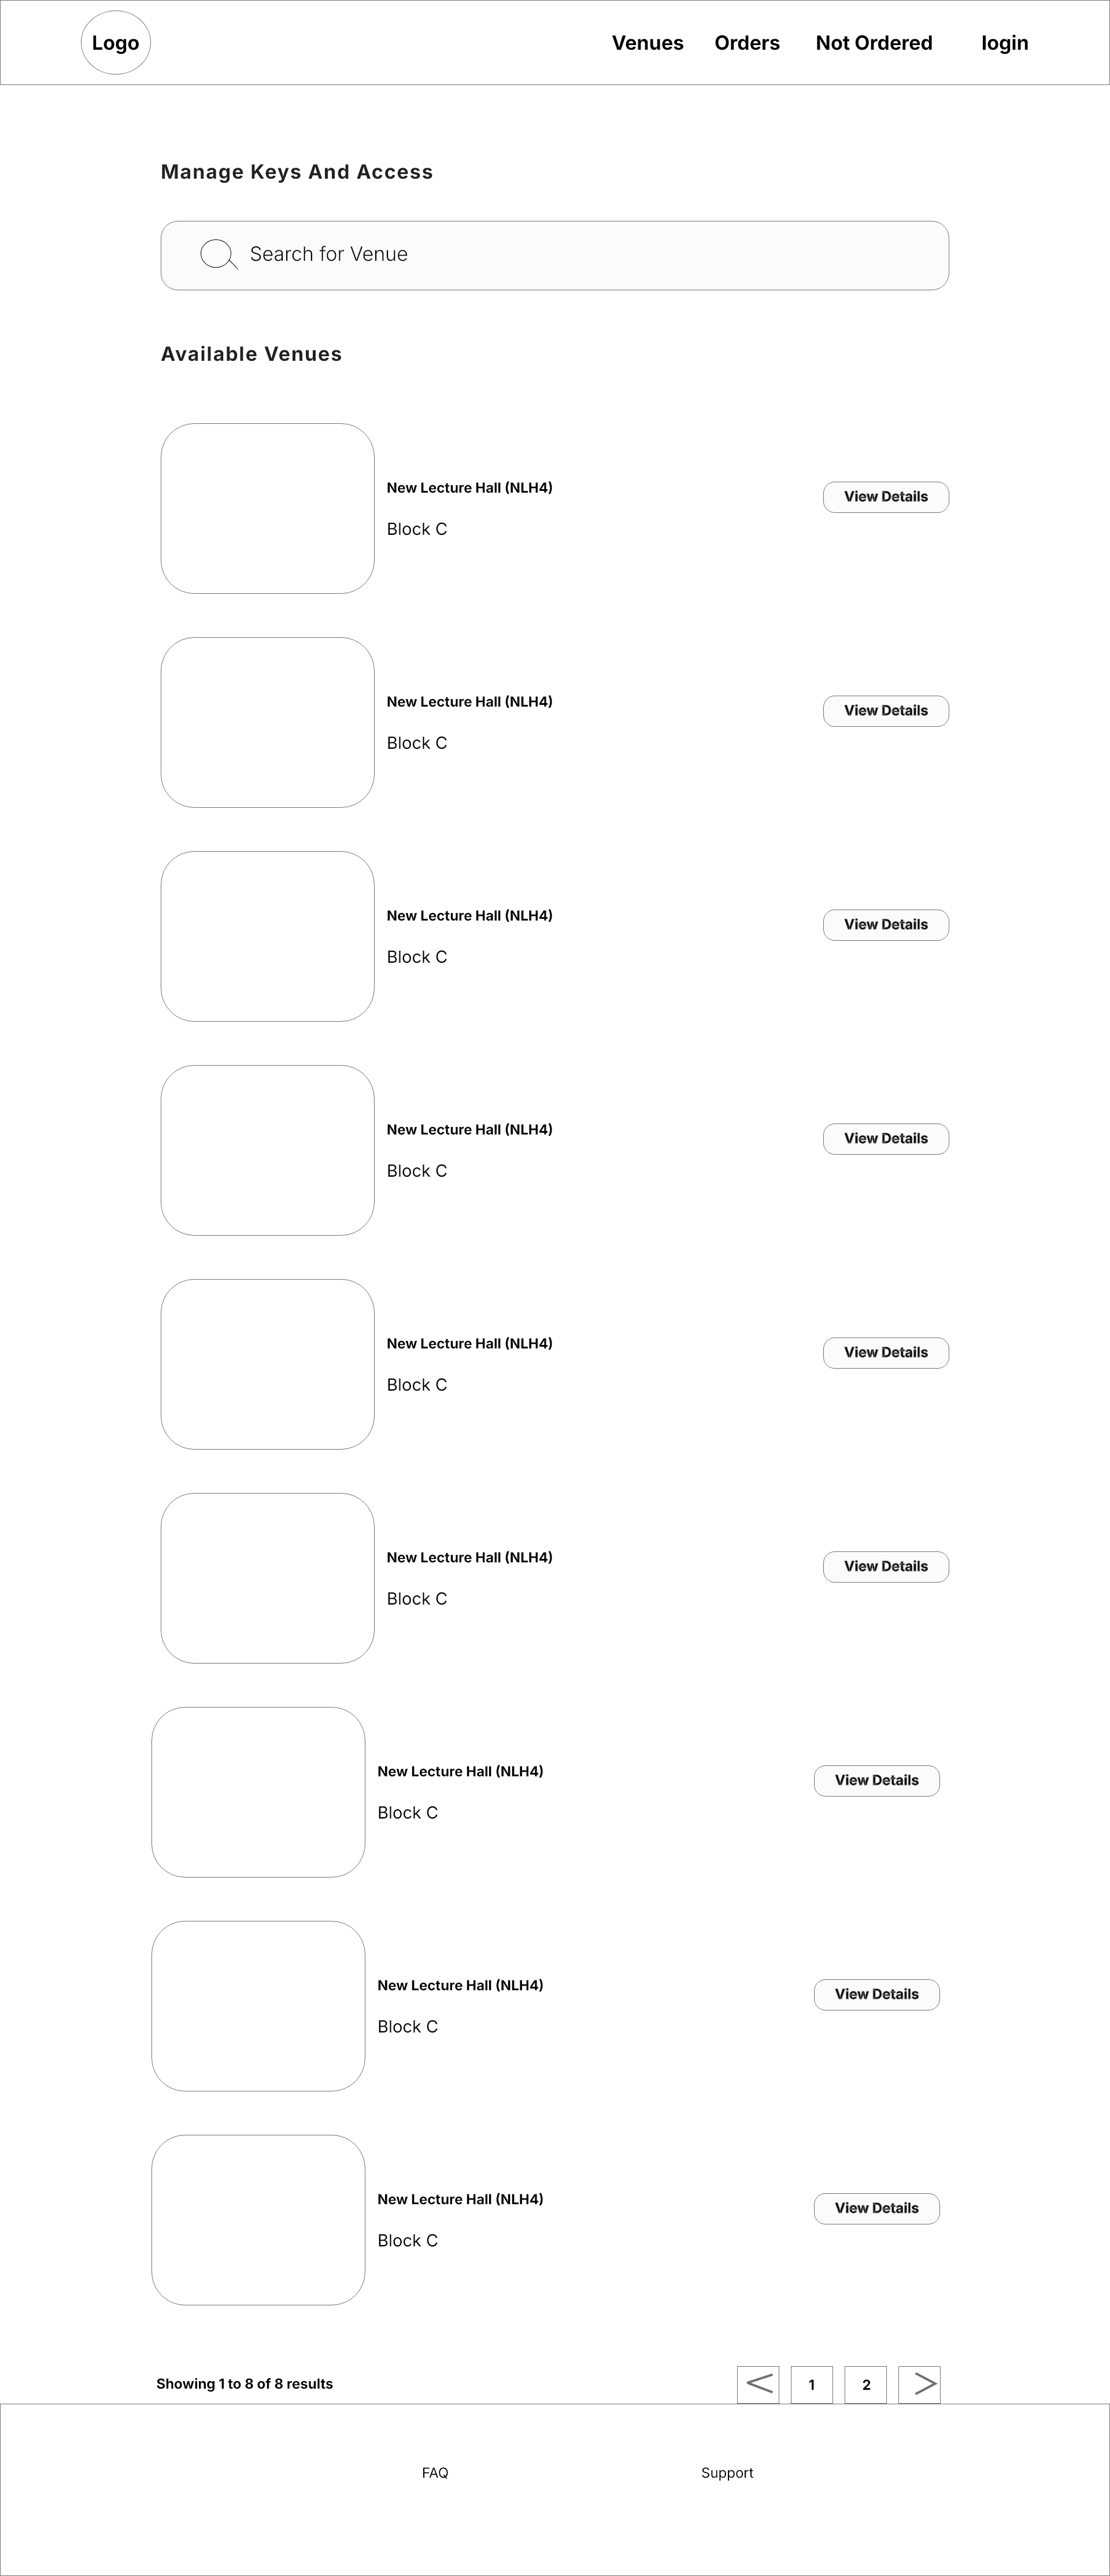 Logo
Venues Orders Not Ordered login
Manage Keys And Access
Search for Venue
Available Venues
New Lecture Hall (NLH4)
View Details
Block C
New Lecture Hall (NLH4)
View Details
Block C
New Lecture Hall (NLH4)
View Details
Block C
New Lecture Hall (NLH4)
View Details
Block C
New Lecture Hall (NLH4)
View Details
Block C
New Lecture Hall (NLH4)
View Details
Block C
New Lecture Hall (NLH4)
View Details
Block C
New Lecture Hall (NLH4)
View Details
Block C
New Lecture Hall (NLH4)
View Details
Block C
Showing 1 to 8 of 8 results
1 2
FAQ Support